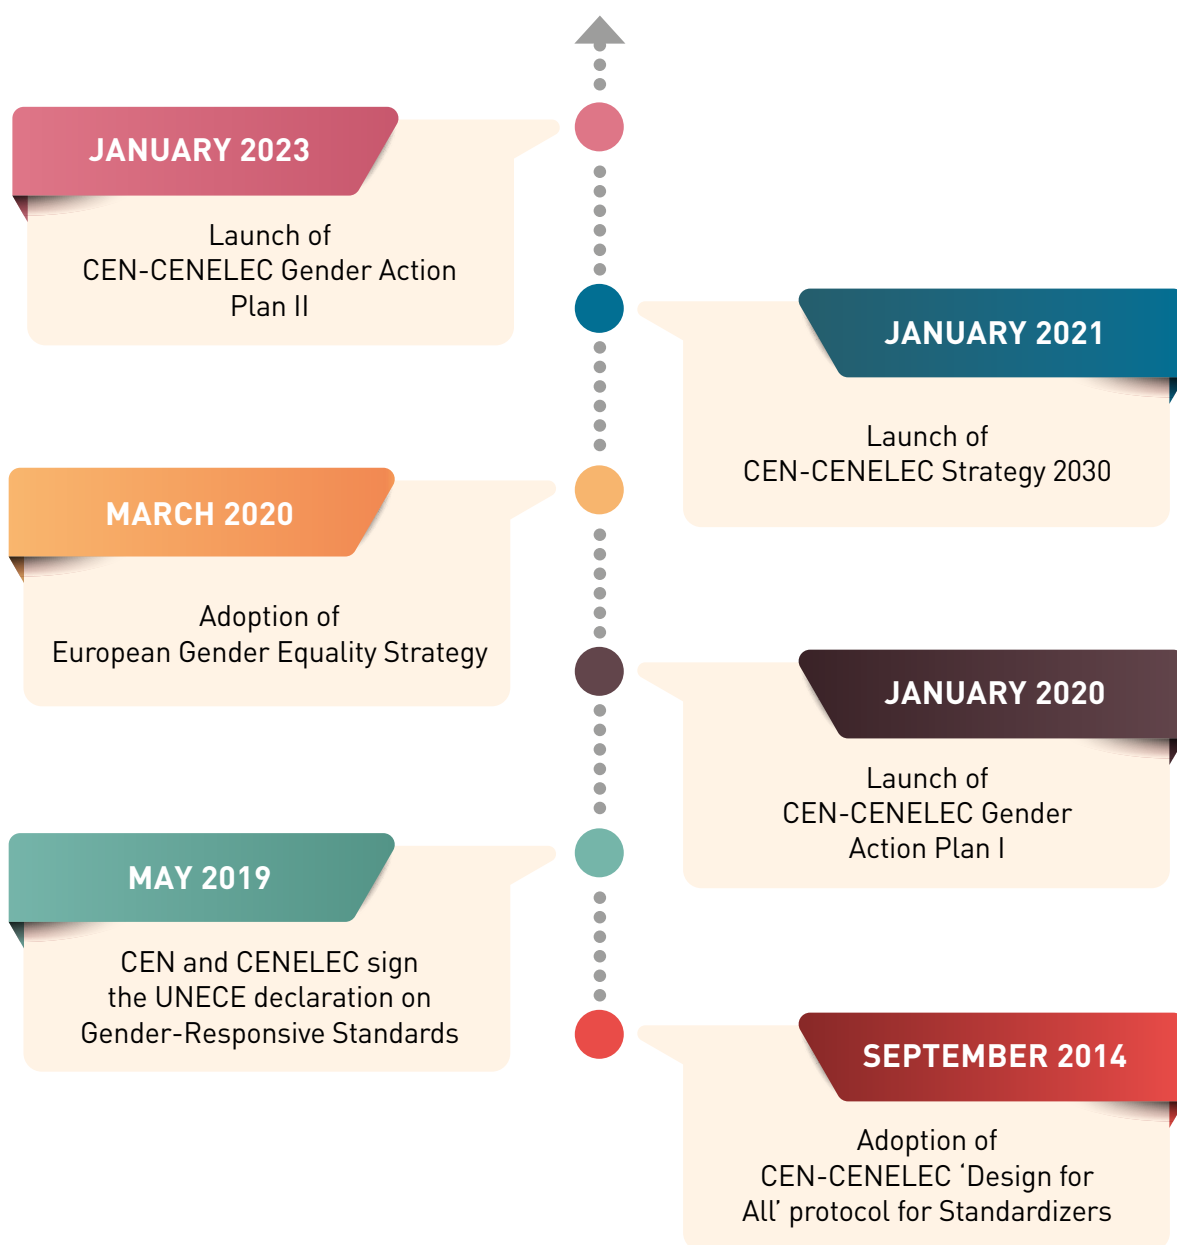 JANUARY 2023
Launch of
CEN-CENELEC Gender Action
Plan II
JANUARY 2021
Launch of
CEN-CENELEC Strategy 2030
MARCH 2020
Adoption of
European Gender Equality Strategy
JANUARY 2020
Launch of
CEN-CENELEC Gender
Action Plan I
MAY 2019
CEN and CENELEC sign
the UNECE declaration on
Gender-Responsive Standards
SEPTEMBER 2014
Adoption of
CEN-CENELEC ‘Design for
All’ protocol for Standardizers